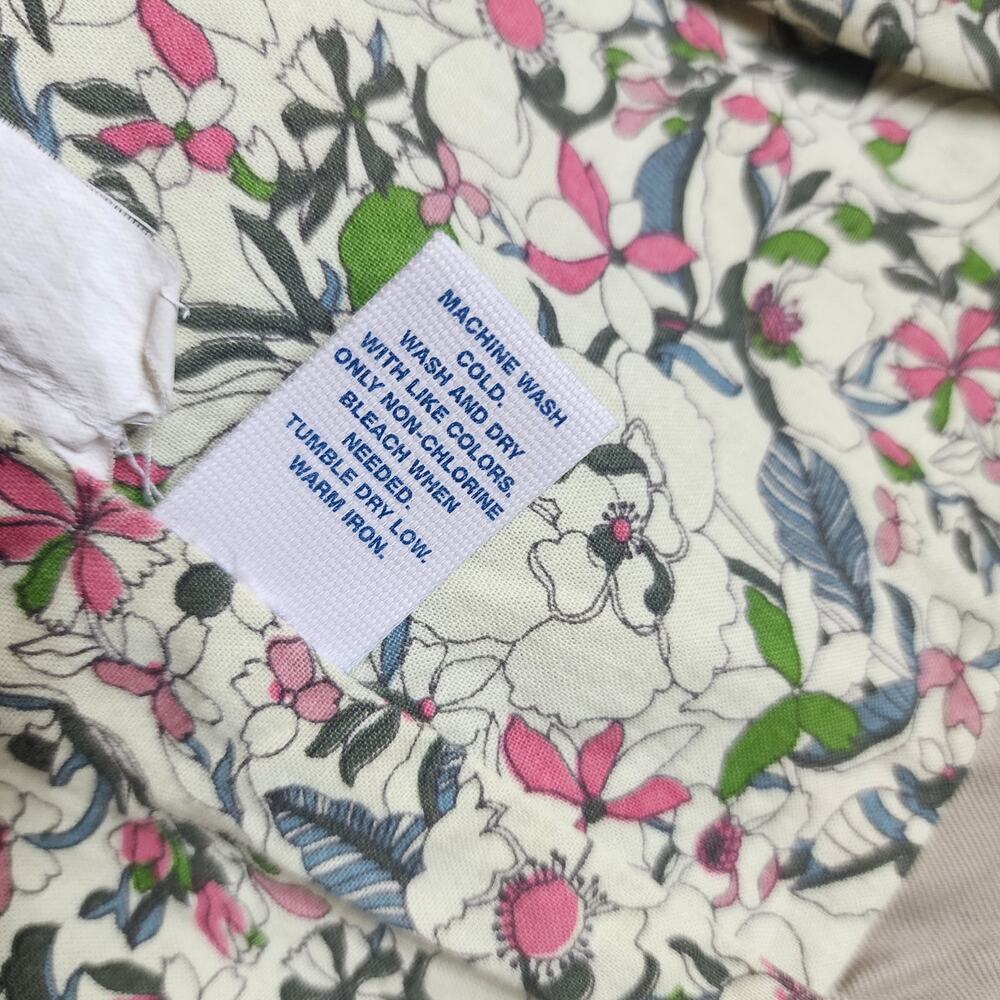 MACHINE WASH
COLD.
WASH AND DRY
WITH LIKE COLORS.
ONLY NON-CHLORINE
BLEACH WHEN
NEEDED.
TUMBLE DRY LOW.
WARM IRON.